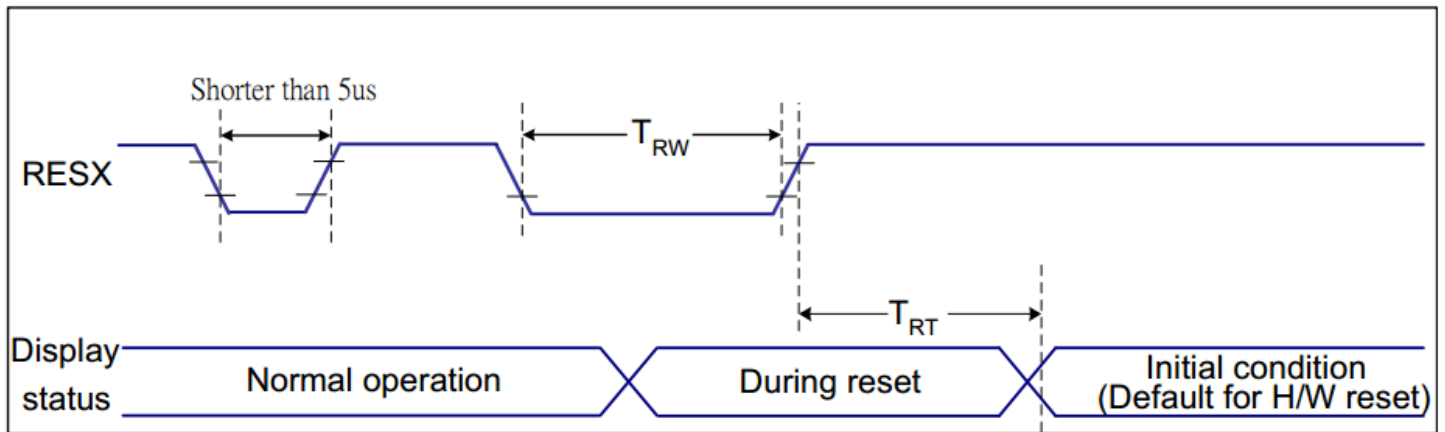 Shorter than 5us
RESX
TRW
TRT
Display
status
Normal operation
During reset
Initial condition
(Default for H/W reset)